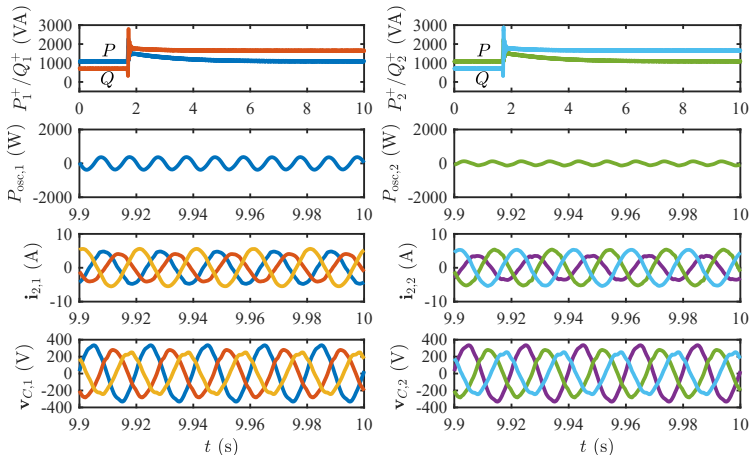 P₁⁺/Q₁⁺ (VA)
3000
2000
1000
0
P
Q
0 2 4 6 8 10
P₂⁺/Q₂⁺ (VA)
3000
2000
1000
0
P
Q
0 2 4 6 8 10
P_osc,1 (W)
2000
0
-2000
9.9 9.92 9.94 9.96 9.98 10
P_osc,2 (W)
2000
0
-2000
9.9 9.92 9.94 9.96 9.98 10
i_2,1 (A)
10
0
-10
9.9 9.92 9.94 9.96 9.98 10
i_2,2 (A)
10
0
-10
9.9 9.92 9.94 9.96 9.98 10
v_C,1 (V)
400
200
0
-200
-400
9.9 9.92 9.94 9.96 9.98 10
t (s)
v_C,2 (V)
400
200
0
-200
-400
9.9 9.92 9.94 9.96 9.98 10
t (s)